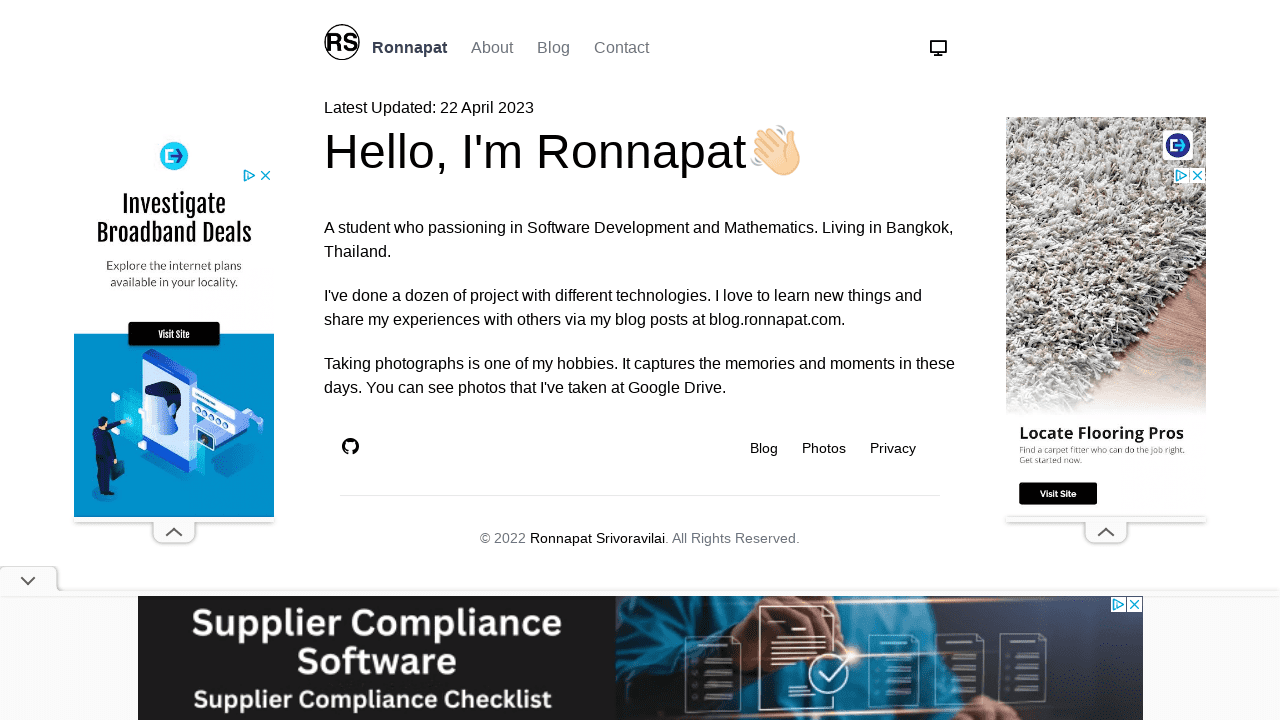 RS
Ronnapat
About
Blog
Contact
Latest Updated: 22 April 2023
Hello, I'm Ronnapat👋🏼
A student who passioning in Software Development and Mathematics. Living in Bangkok,
Thailand.
I've done a dozen of project with different technologies. I love to learn new things and
share my experiences with others via my blog posts at blog.ronnapat.com.
Taking photographs is one of my hobbies. It captures the memories and moments in these
days. You can see photos that I've taken at Google Drive.
Blog
Photos
Privacy
© 2022 Ronnapat Srivoravilai. All Rights Reserved.
Investigate
Broadband Deals
Explore the internet plans
available in your locality.
Visit Site
Locate Flooring Pros
Find a carpet fitter who can do the job right.
Get started now.
Visit Site
Supplier Compliance
Software
Supplier Compliance Checklist